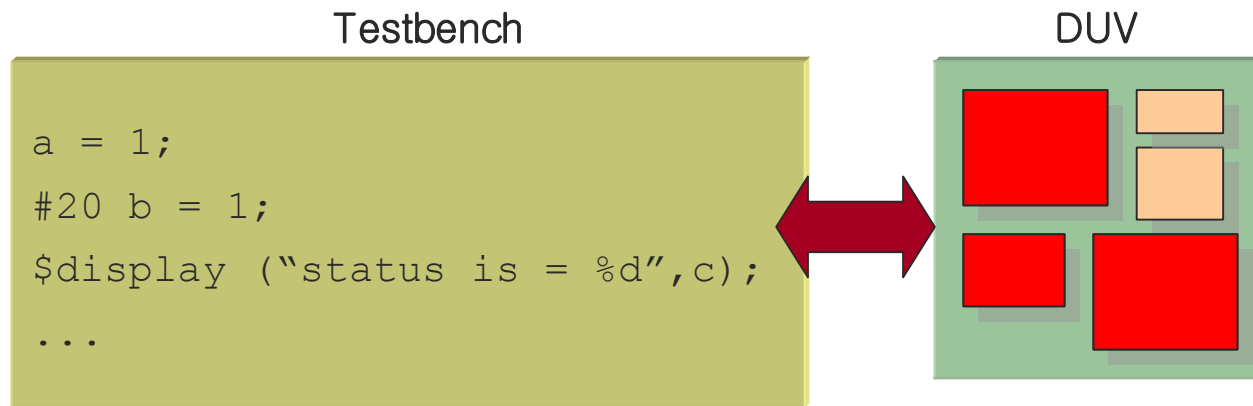 Testbench
DUV
a = 1;
#20 b = 1;
$display (“status is = %d”,c);
...